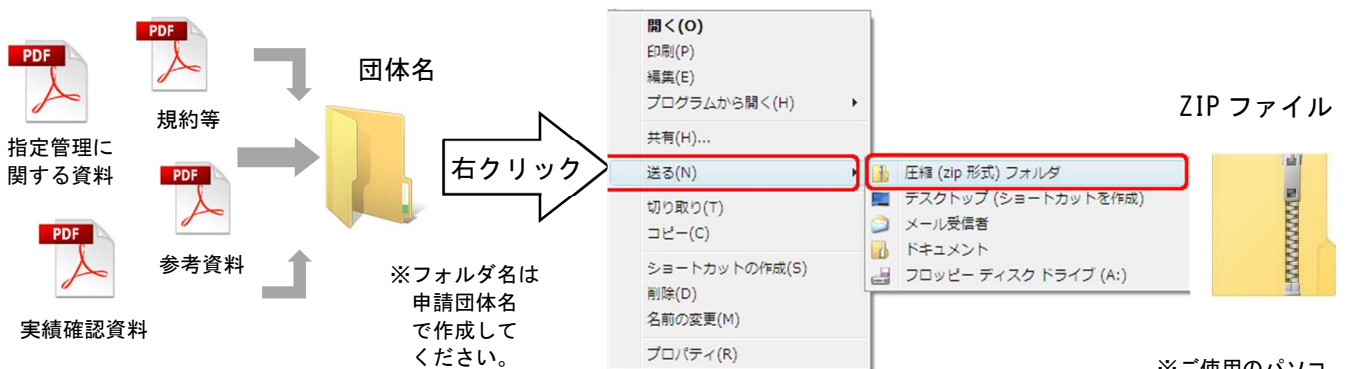 PDF
指定管理に
関する資料
PDF
規約等
PDF
参考資料
PDF
実績確認資料
団体名
※フォルダ名は
申請団体名
で作成して
ください。
右クリック
開く(O)
印刷(P)
編集(E)
プログラムから開く(H)
共有(H)...
送る(N)
切り取り(T)
コピー(C)
ショートカットの作成(S)
削除(D)
名前の変更(M)
プロパティ(R)
圧縮 (zip 形式) フォルダ
デスクトップ (ショートカットを作成)
メール受信者
ドキュメント
フロッピー ディスク ドライブ (A:)
ZIP ファイル
※ご使用のパソコ